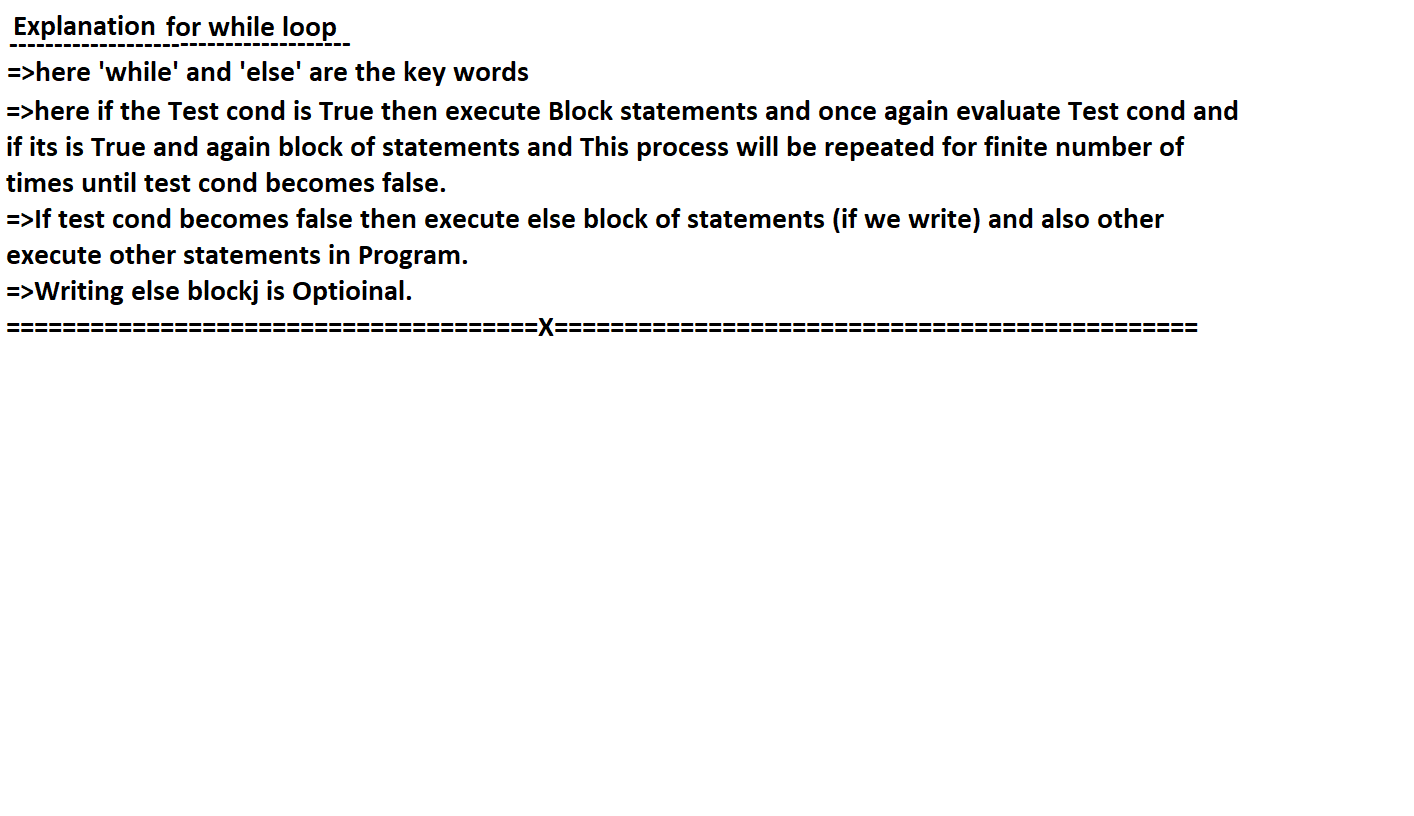 Explanation for while loop
---------------------------------------
=>here 'while' and 'else' are the key words
=>here if the Test cond is True then execute Block statements and once again evaluate Test cond and
if its is True and again block of statements and This process will be repeated for finite number of
times until test cond becomes false.
=>If test cond becomes false then execute else block of statements (if we write) and also other
execute other statements in Program.
=>Writing else blockj is Optioinal.
======================================X==============================================